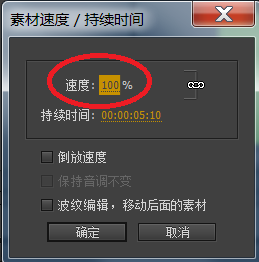 素材速度 / 持续时间
速度: 100 %
持续时间: 00:00:05:10
倒放速度
保持音调不变
波纹编辑，移动后面的素材
确定 取消